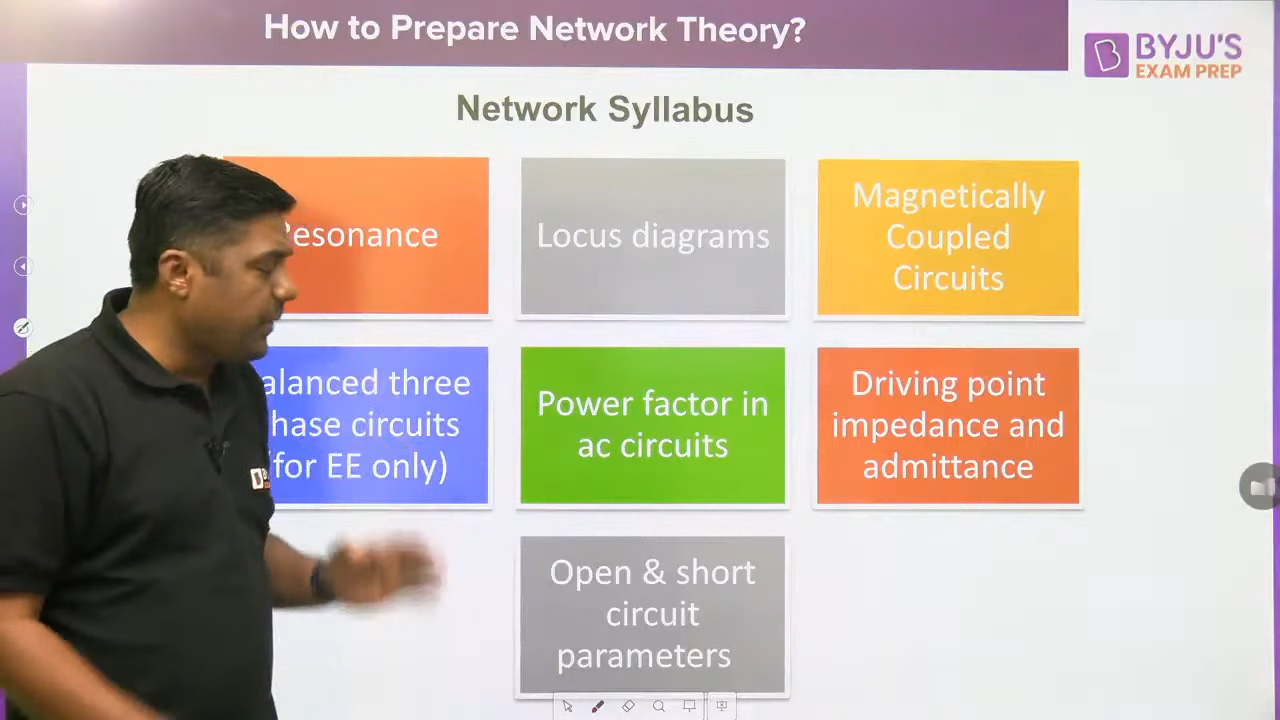 How to Prepare Network Theory?
BYJU'S
EXAM PREP
Network Syllabus
esonance
Locus diagrams
Magnetically
Coupled
Circuits
alanced three
hase circuits
(for EE only)
Power factor in
ac circuits
Driving point
impedance and
admittance
Open & short
circuit
parameters